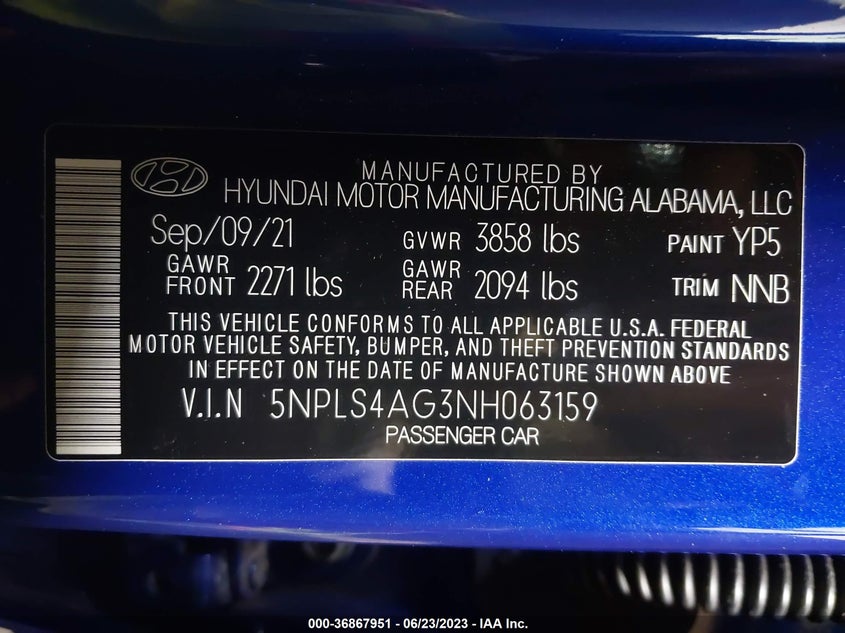 MANUFACTURED BY
HYUNDAI MOTOR MANUFACTURING ALABAMA, LLC
Sep/09/21 GVWR 3858 lbs PAINT YP5
GAWR FRONT 2271 lbs GAWR REAR 2094 lbs TRIM NNB
THIS VEHICLE CONFORMS TO ALL APPLICABLE U.S.A. FEDERAL
MOTOR VEHICLE SAFETY, BUMPER, AND THEFT PREVENTION STANDARDS
IN EFFECT ON THE DATE OF MANUFACTURE SHOWN ABOVE
V.I.N 5NPLS4AG3NH063159
PASSENGER CAR
000-36867951 - 06/23/2023 - IAA Inc.